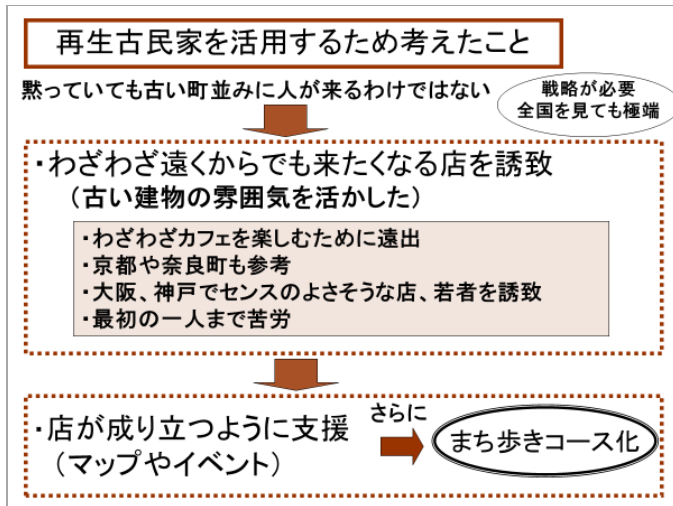 再生古民家を活用するため考えたこと
黙っていても古い町並みに人が来るわけではない
戦略が必要
全国を見ても極端
・わざわざ遠くからでも来たくなる店を誘致
（古い建物の雰囲気を活かした）
・わざわざカフェを楽しむために遠出
・京都や奈良町も参考
・大阪、神戸でセンスのよさそうな店、若者を誘致
・最初の一人まで苦労
・店が成り立つように支援
（マップやイベント）
さらに
まち歩きコース化